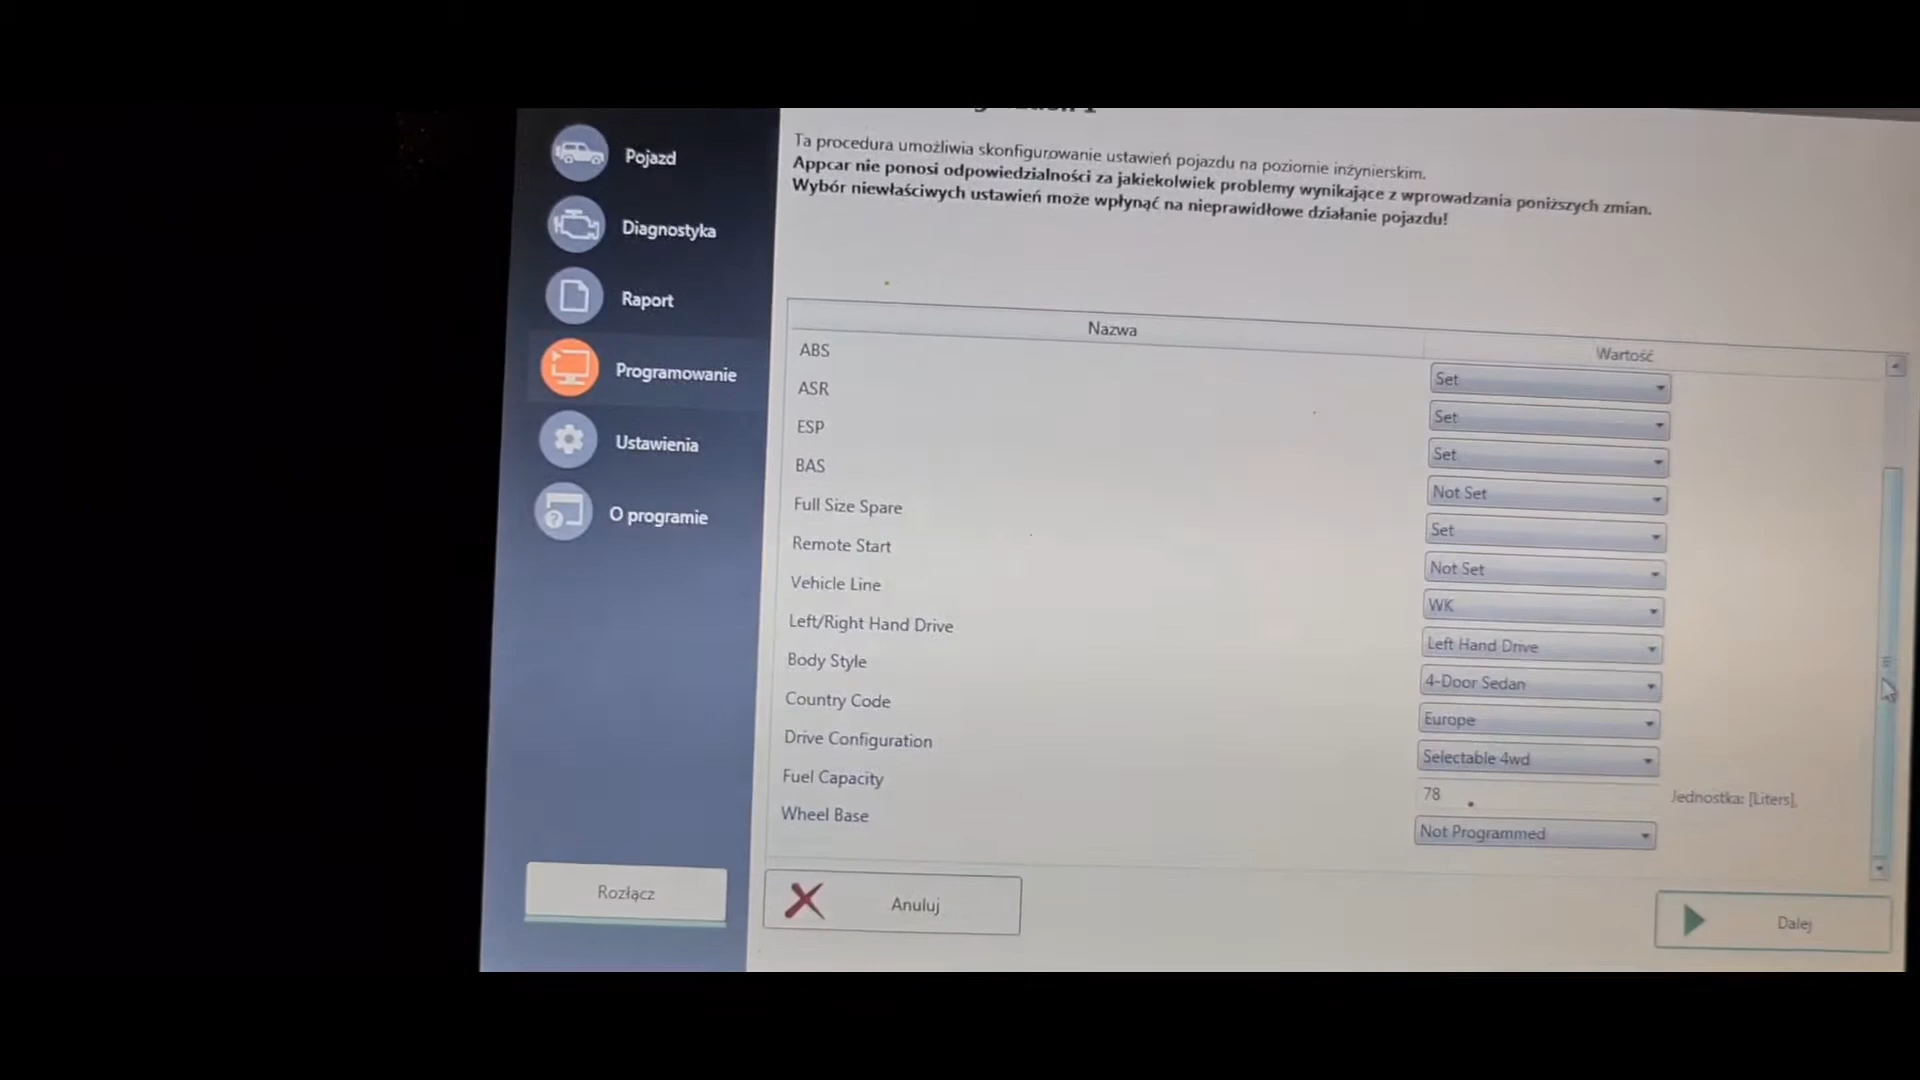 Pojazd
Diagnostyka
Raport
Programowanie
Ustawienia
O programie
Rozłącz
Ta procedura umożliwia skonfigurowanie ustawień pojazdu na poziomie inżynierskim.
Appcar nie ponosi odpowiedzialności za jakiekolwiek problemy wynikające z wprowadzania poniższych zmian.
Wybór niewłaściwych ustawień może wpłynąć na nieprawidłowe działanie pojazdu!
Nazwa Wartość
ABS Set
ASR Set
ESP Set
BAS Not Set
Full Size Spare Set
Remote Start Not Set
Vehicle Line WK
Left/Right Hand Drive Left Hand Drive
Body Style 4-Door Sedan
Country Code Europe
Drive Configuration Selectable 4wd
Fuel Capacity 78 Jednostka: [Liters],
Wheel Base Not Programmed
Anuluj Dalej